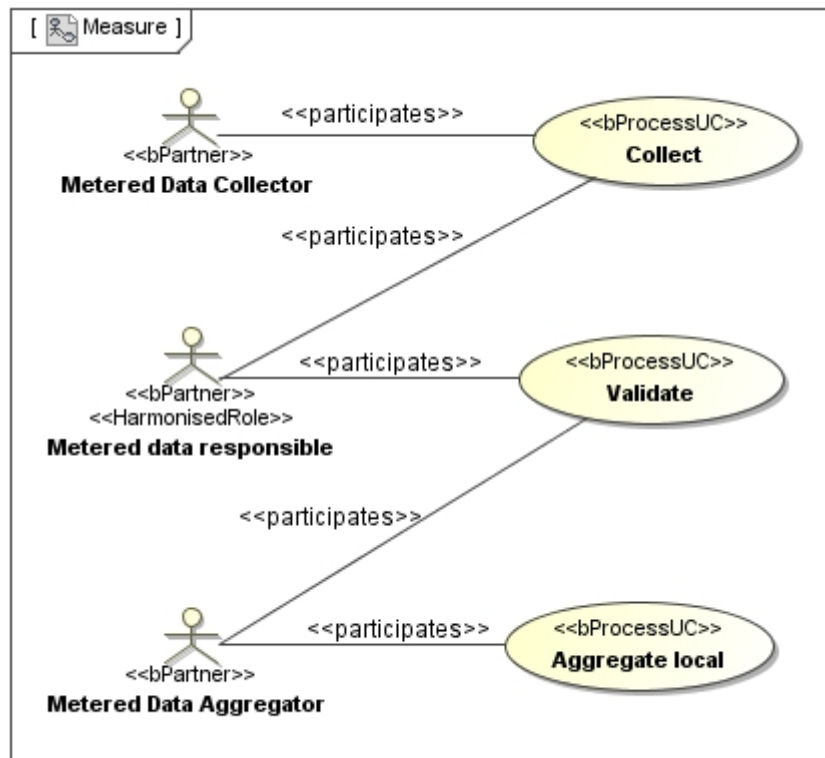 [ Measure ]
<<participates>>
<<bPartner>>
Metered Data Collector
<<bProcessUC>>
Collect
<<participates>>
<<participates>>
<<bPartner>>
<<HarmonisedRole>>
Metered data responsible
<<bProcessUC>>
Validate
<<participates>>
<<participates>>
<<bPartner>>
Metered Data Aggregator
<<bProcessUC>>
Aggregate local